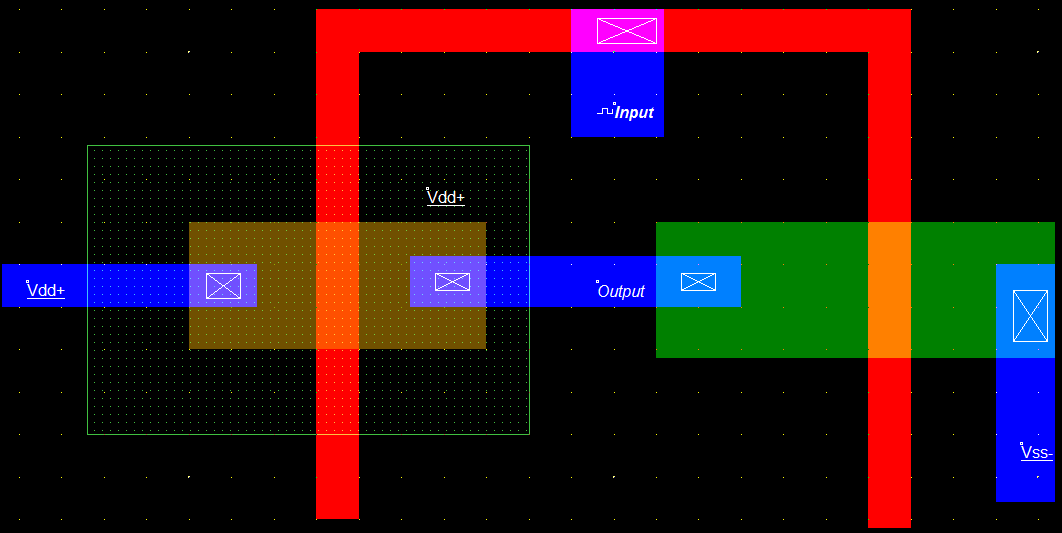 Input
Vdd+
Vdd+
Output
Vss-